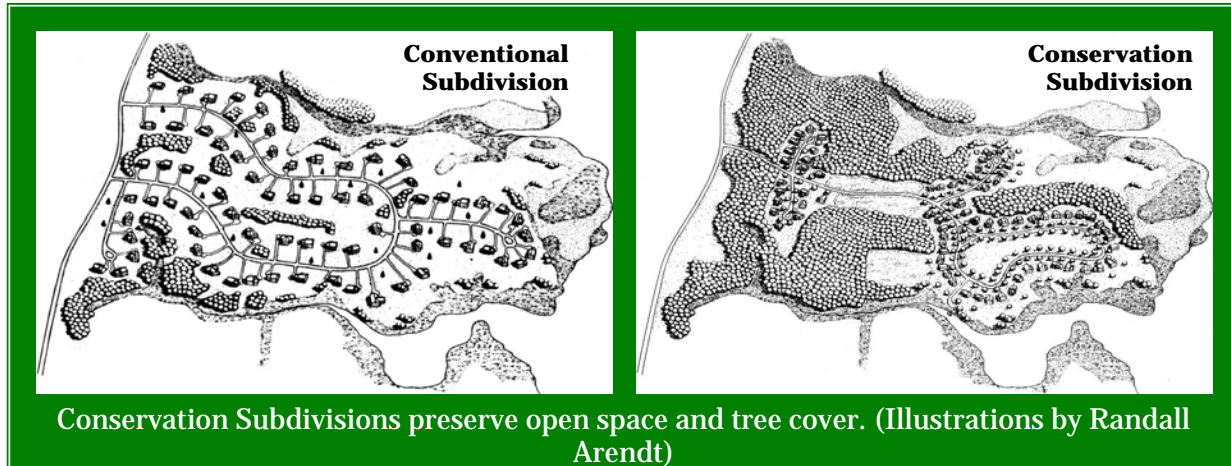 Conventional
Subdivision
Conservation
Subdivision
Conservation Subdivisions preserve open space and tree cover. (Illustrations by Randall
Arendt)